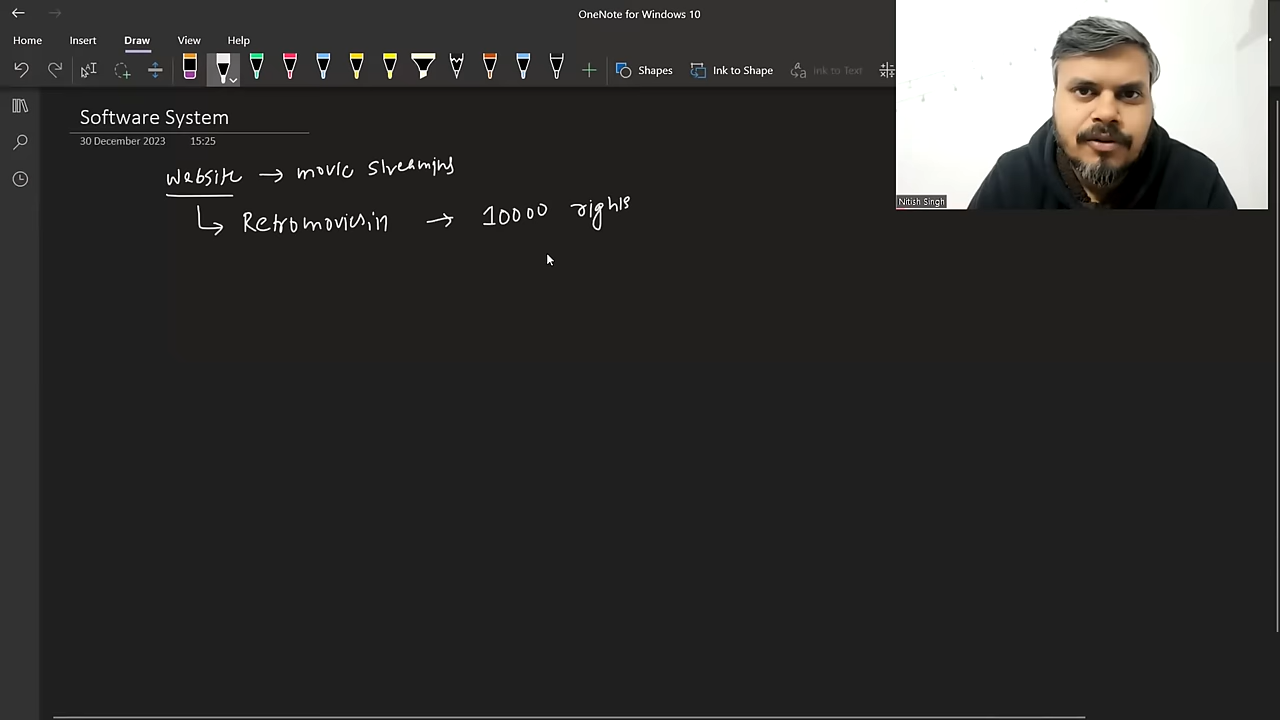 OneNote for Windows 10
Home Insert Draw View Help
Shapes Ink to Shape Ink to Text
Software System
30 December 2023 15:25
website → movie streaming
Retromovies.in → 10000 rights
Nitish Singh